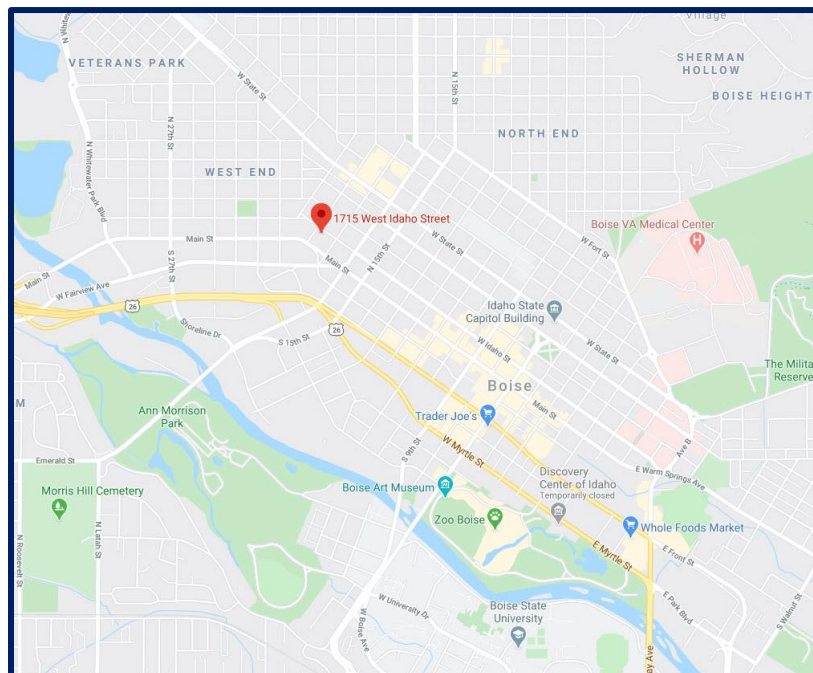 Village
VETERANS PARK
N Whitewater Park Blvd
W State St
N 27th St
N 15th St
SHERMAN
HOLLOW
BOISE HEIGHT
NORTH END
WEST END
1715 West Idaho Street
Main St
Main St
N 15th St
W State St
W Fort St
Boise VA Medical Center
H
S 27th St
Main St
W Fairview Ave
26
26
Shoreline Dr
S 15th St
Idaho State
Capitol Building
W Idaho St
W State St
Boise
Main St
The Milita
Reserve
M
Ann Morrison
Park
Trader Joe's
Ave B
Emerald St
S 9th St
W Myrtle St
E Warm Springs Ave
Morris Hill Cemetery
Boise Art Museum
Discovery
Center of Idaho
Temporarily closed
Zoo Boise
Whole Foods Market
N Roosevelt St
N Latah St
E Myrtle St
E Front St
W University Dr
W Boise Ave
Boise State
University
E Park Blvd
S Walnut St
way Ave